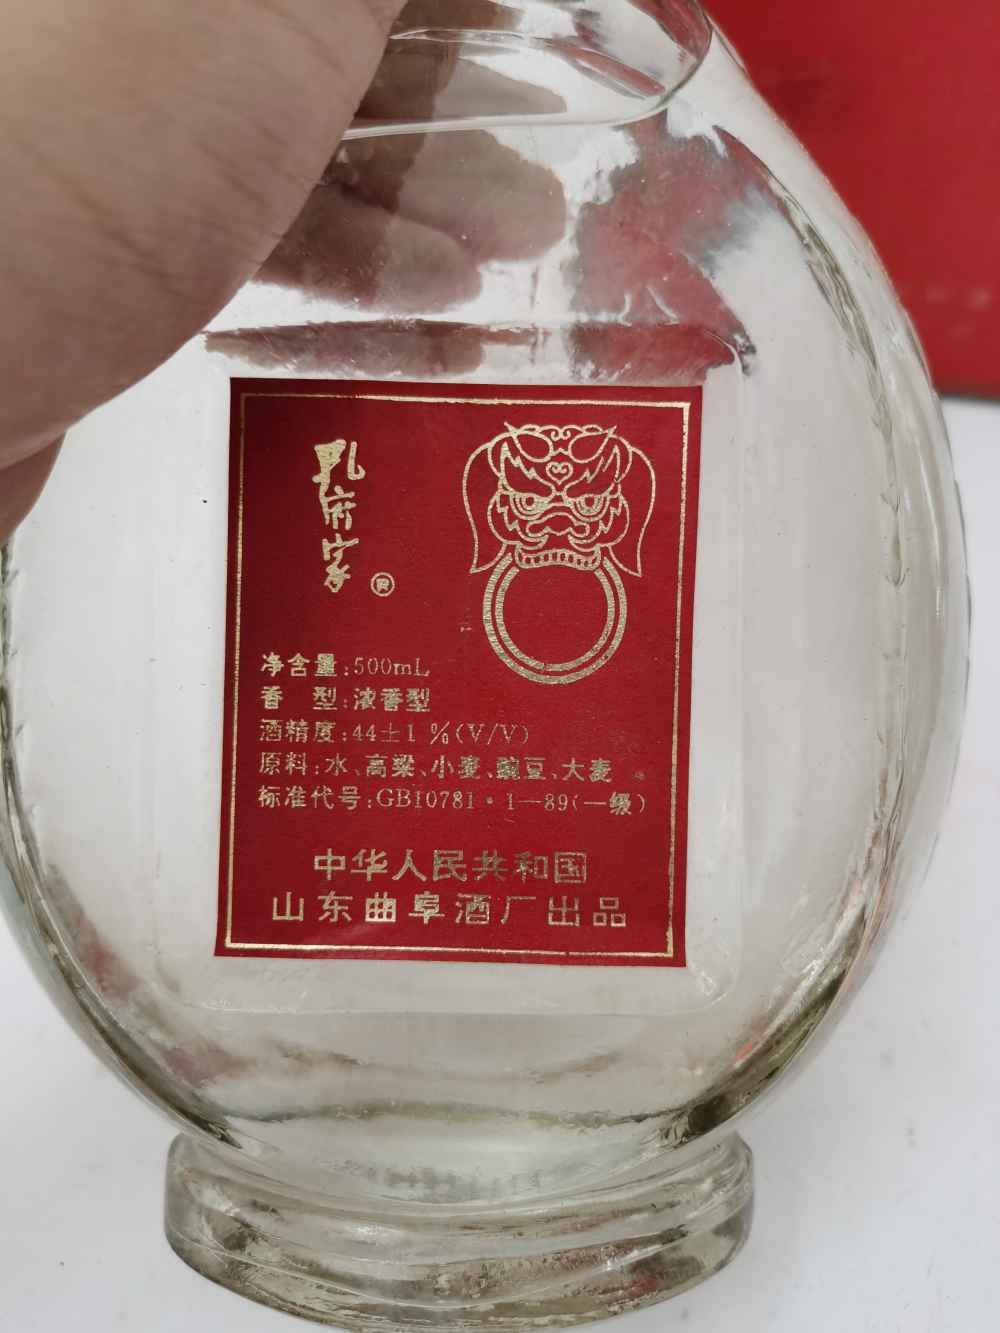 孔府家®
净含量:500mL
香 型:浓香型
酒精度:44±1 %(V/V)
原料:水、高粱、小麦、豌豆、大麦
标准代号:GB10781·1—89(一级)
中华人民共和国
山东曲阜酒厂出品